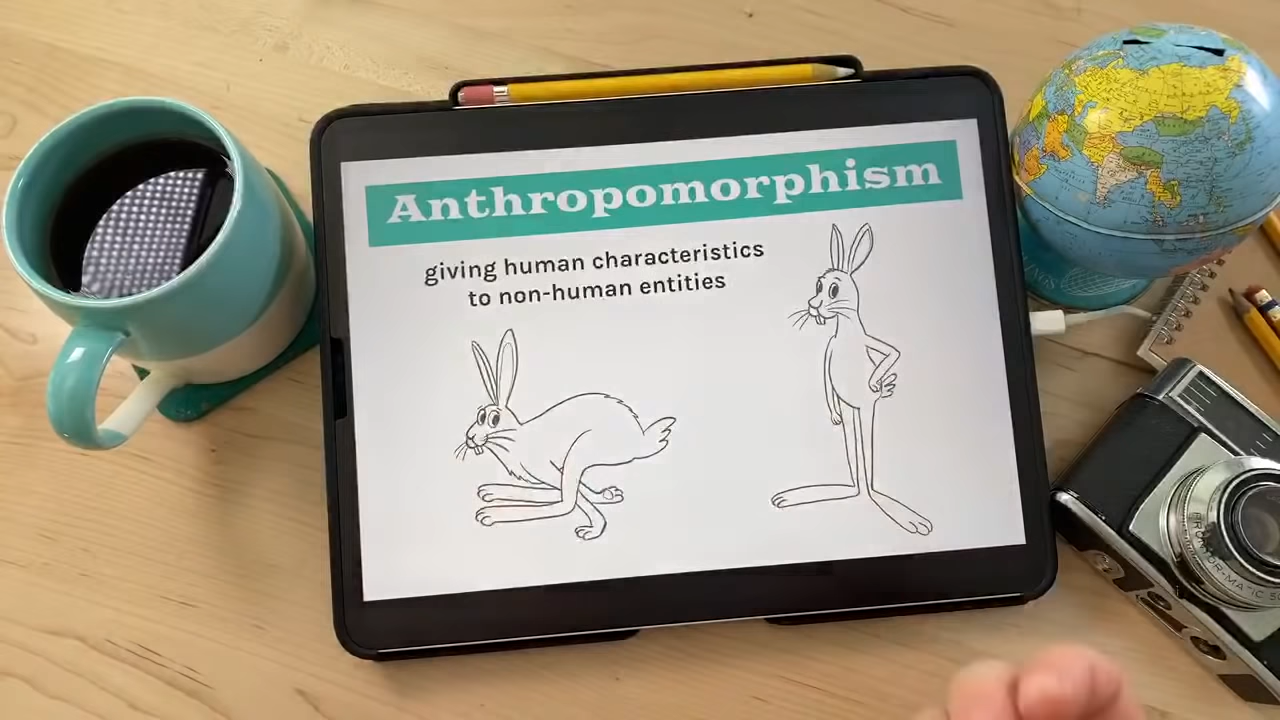 Anthropomorphism
giving human characteristics
to non-human entities